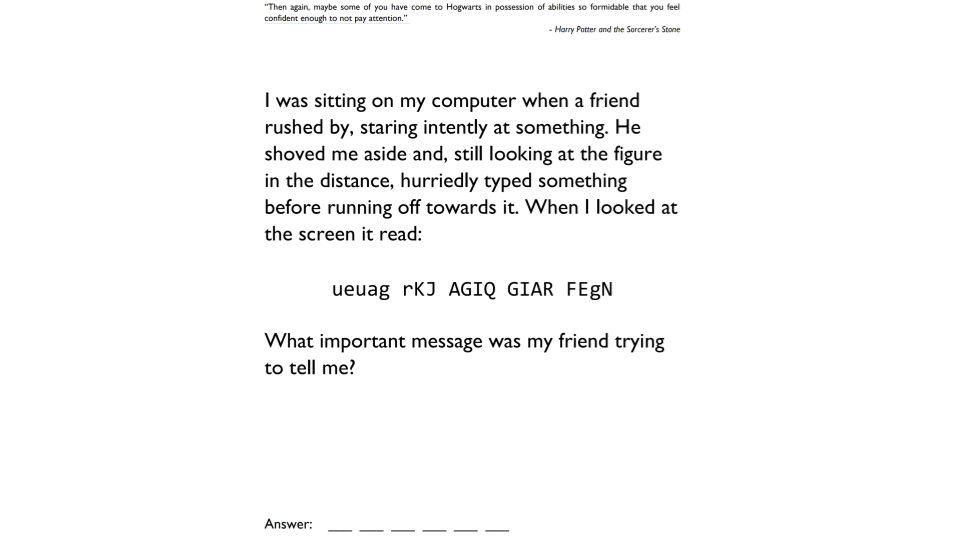 "Then again, maybe some of you have come to Hogwarts in possession of abilities so formidable that you feel
confident enough to not pay attention."
- Harry Potter and the Sorcerer's Stone
I was sitting on my computer when a friend
rushed by, staring intently at something. He
shoved me aside and, still looking at the figure
in the distance, hurriedly typed something
before running off towards it. When I looked at
the screen it read:
ueuag rKJ AGIQ GIAR FEgN
What important message was my friend trying
to tell me?
Answer: ___ ___ ___ ___ ___ ___